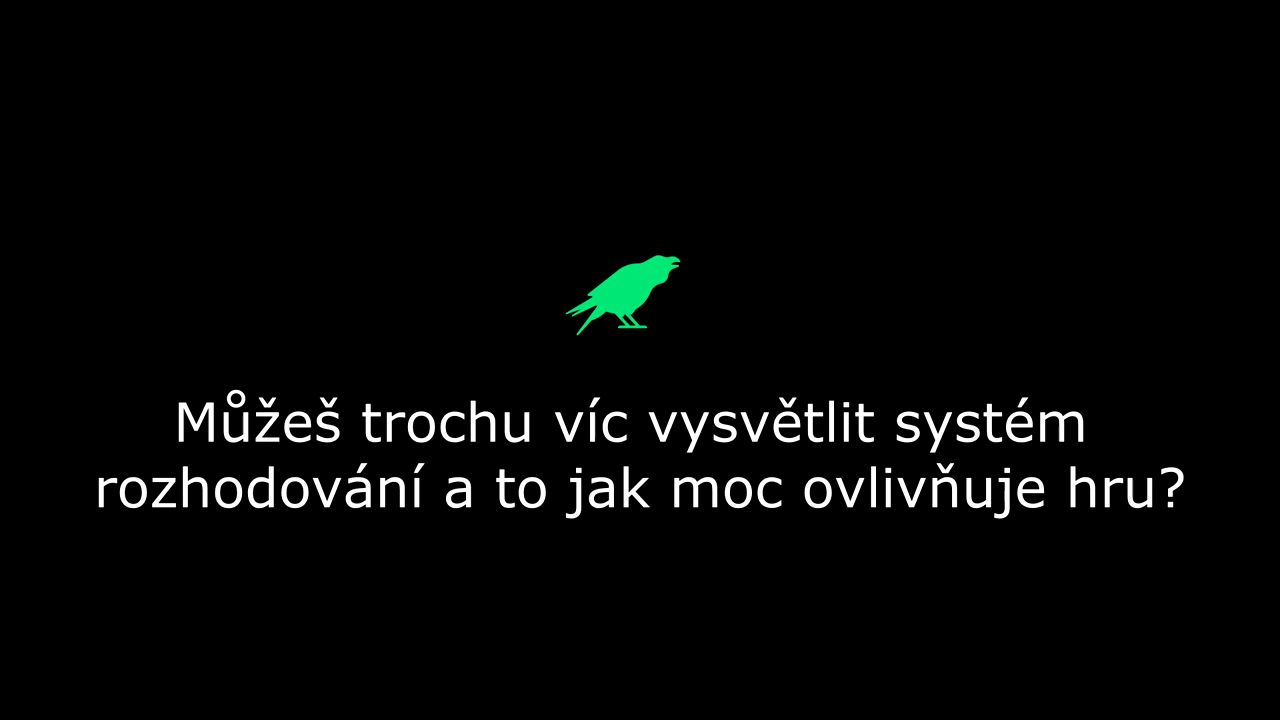 Můžeš trochu víc vysvětlit systém
rozhodování a to jak moc ovlivňuje hru?